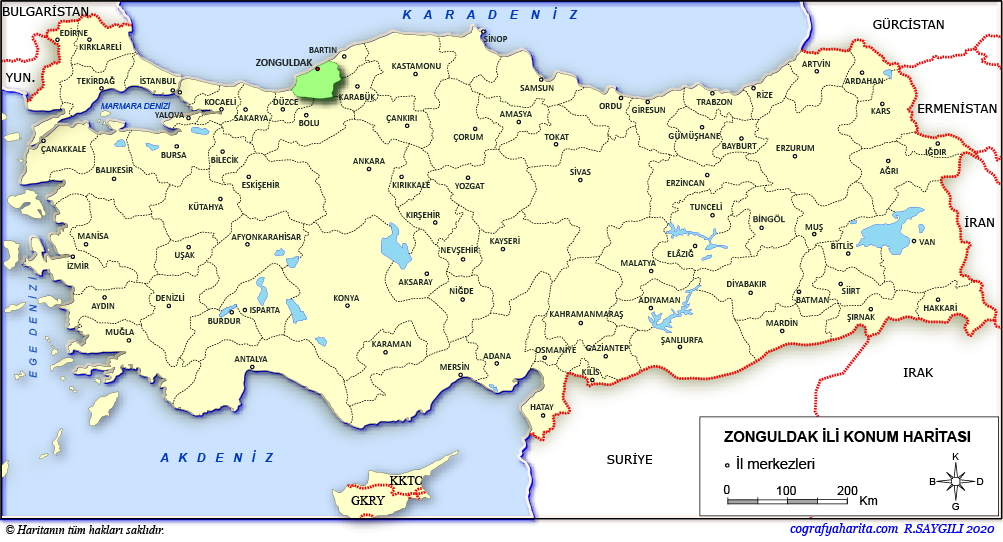 BULGARİSTAN
K A R A D E N İ Z
GÜRCİSTAN
EDİRNE
KIRKLARELİ
SİNOP
BARTIN
ZONGULDAK
KASTAMONU
ARTVİN
ARDAHAN
YUN.
TEKİRDAĞ
İSTANBUL
KARABÜK
SAMSUN
RİZE
MARMARA DENİZİ
KOCAELİ
DÜZCE
ORDU
GİRESUN
TRABZON
KARS
ERMENİSTAN
YALOVA
SAKARYA
BOLU
ÇANKIRI
AMASYA
ÇORUM
TOKAT
GÜMÜŞHANE
BAYBURT
ÇANAKKALE
BURSA
BİLECİK
ERZURUM
IĞDIR
BALIKESİR
ESKİŞEHİR
ANKARA
KIRIKKALE
YOZGAT
SİVAS
ERZİNCAN
AĞRI
KÜTAHYA
KIRŞEHİR
TUNCELİ
BİNGÖL
MUŞ
İRAN
MANİSA
AFYONKARAHİSAR
UŞAK
NEVŞEHİR
KAYSERİ
ELÂZIĞ
BİTLİS
VAN
İZMİR
MALATYA
AKSARAY
NİĞDE
DİYABAKIR
SİİRT
AYDIN
DENİZLİ
ISPARTA
BURDUR
KONYA
ADIYAMAN
BATMAN
HAKKARİ
EGE DENİZİ
MUĞLA
KAHRAMANMARAŞ
MARDİN
ŞIRNAK
KARAMAN
ŞANLIURFA
ANTALYA
MERSİN
ADANA
OSMANİYE
GAZİANTEP
KİLİS
IRAK
HATAY
SURİYE
A K D E N İ Z
KKTC
GKRY
ZONGULDAK İLİ KONUM HARİTASI
İl merkezleri
K
B
D
G
0 100 200
Km
© Haritanın tüm hakları saklıdır.
cografyaharita.com R.SAYGILI 2020